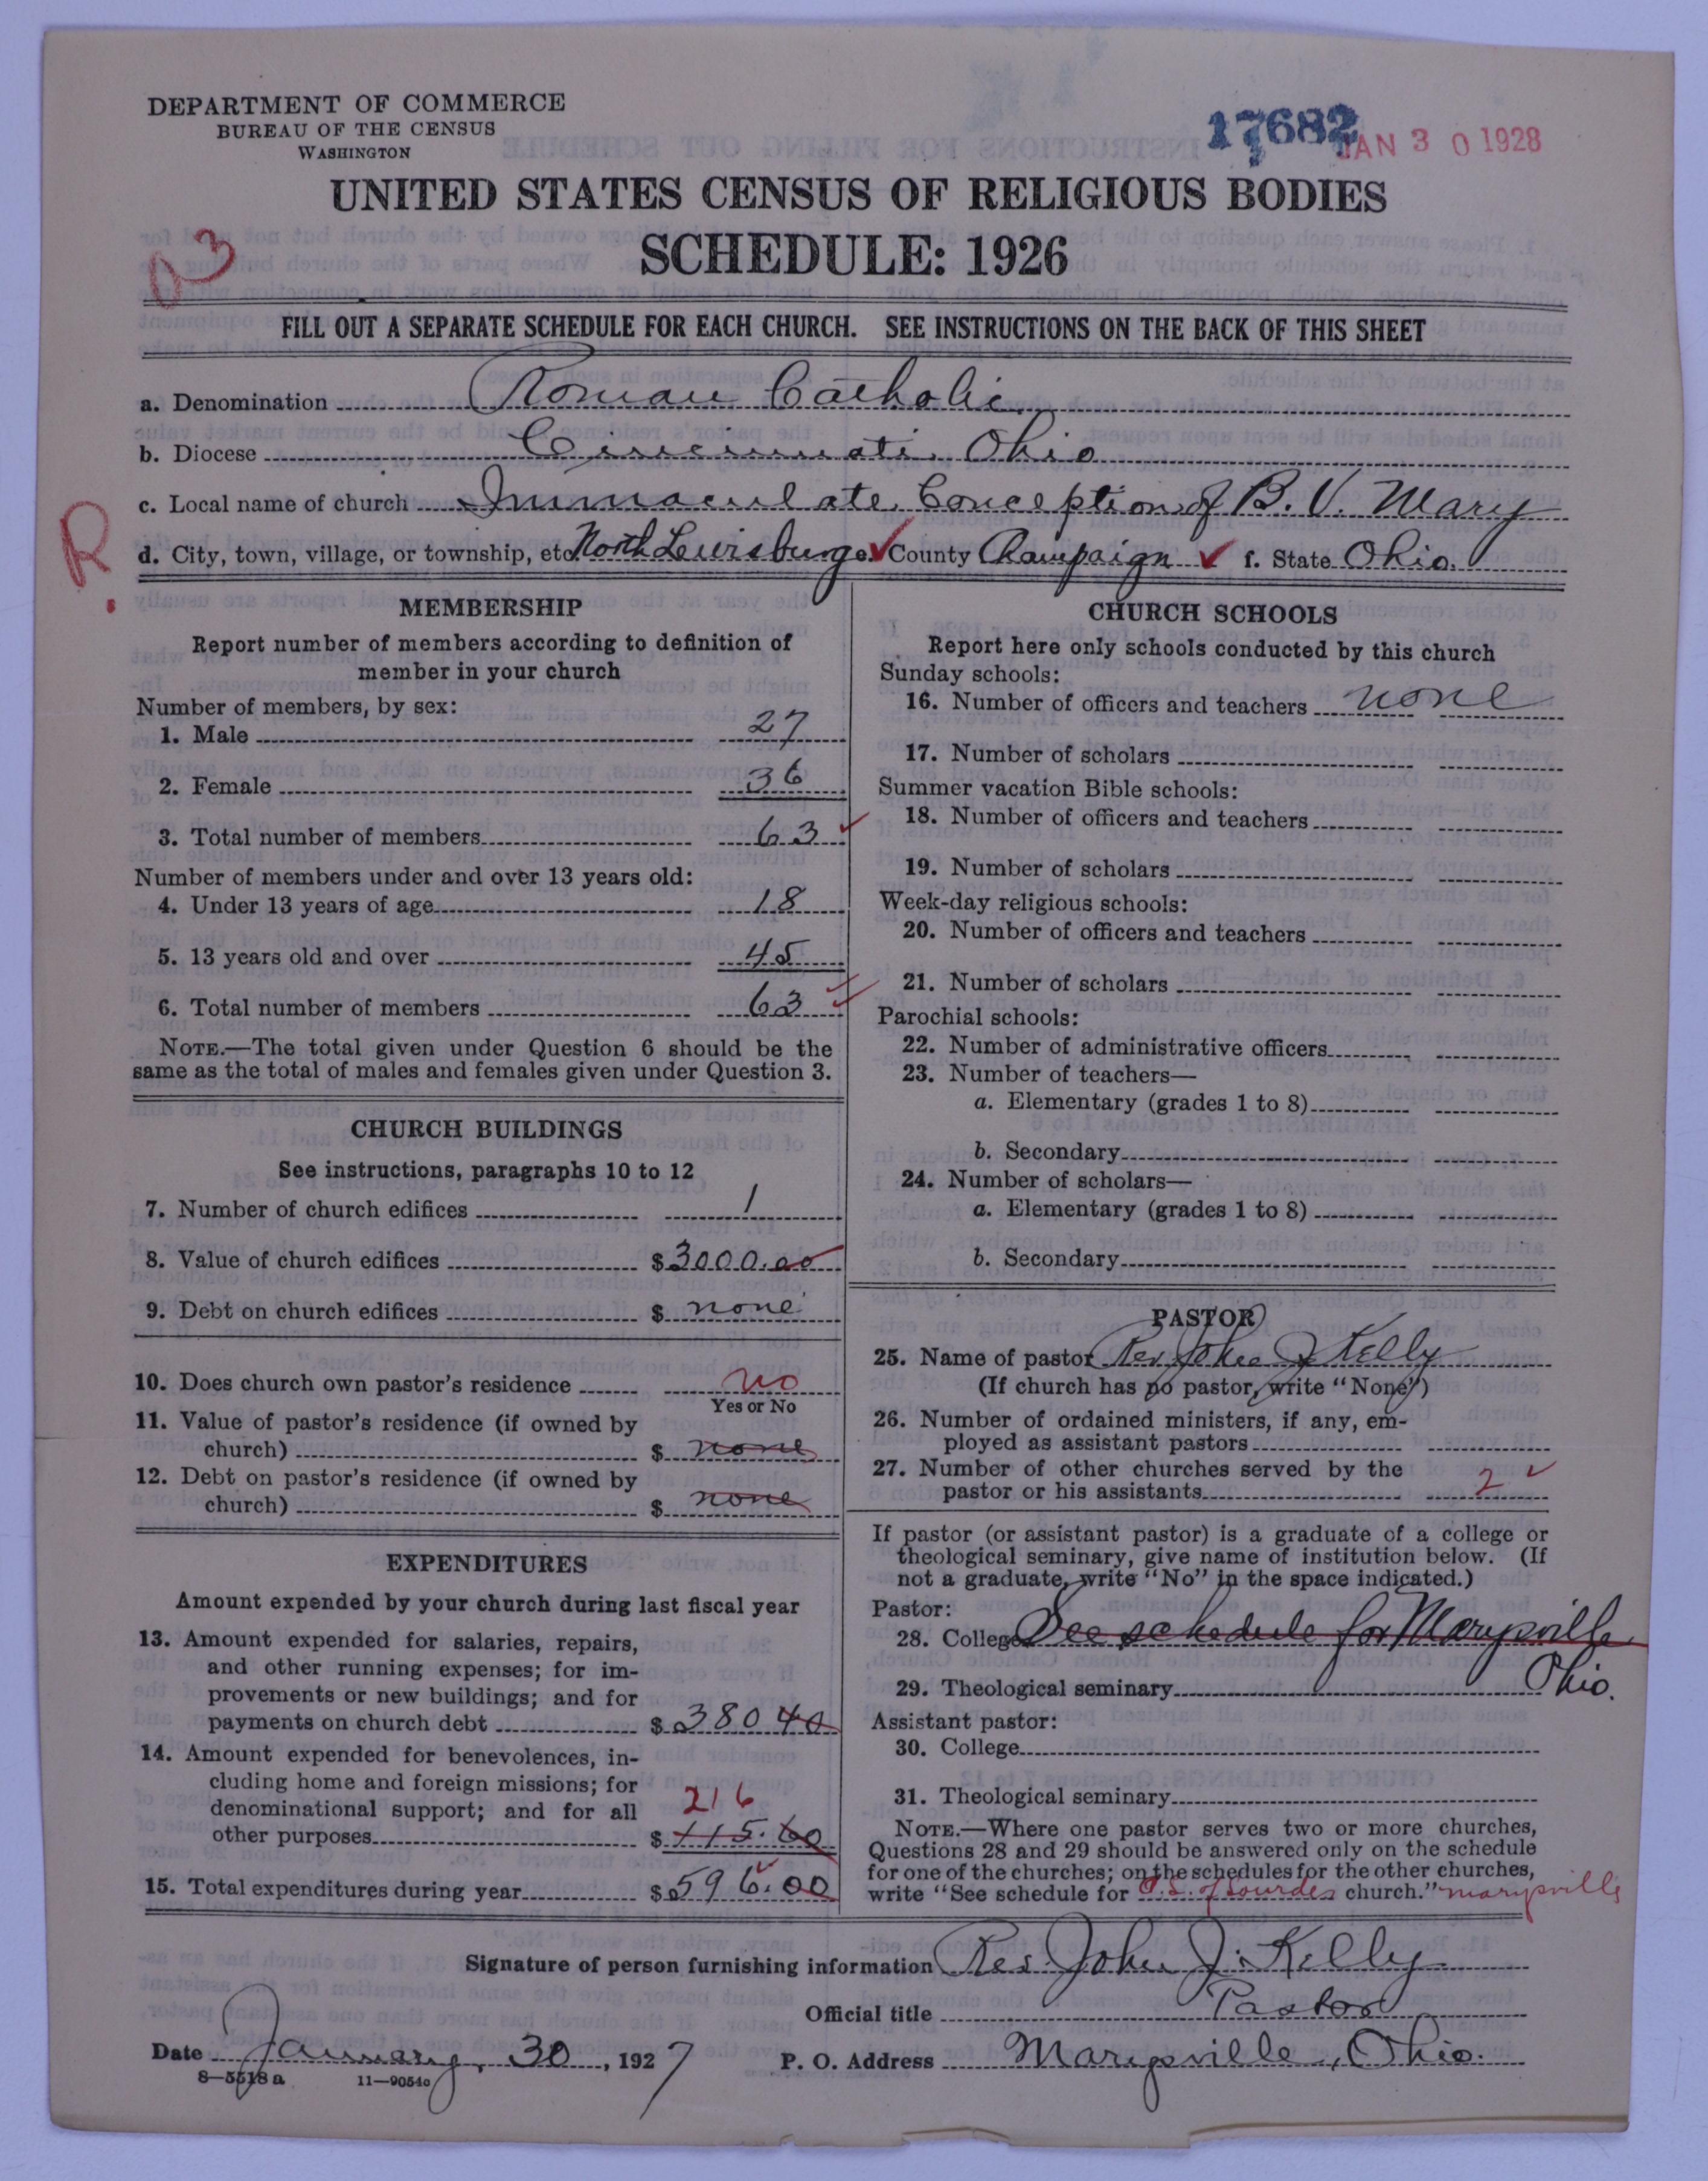 DEPARTMENT OF COMMERCE
BUREAU OF THE CENSUS
WASHINGTON
17682
JAN 30 1928
UNITED STATES CENSUS OF RELIGIOUS BODIES
SCHEDULE: 1926
FILL OUT A SEPARATE SCHEDULE FOR EACH CHURCH. SEE INSTRUCTIONS ON THE BACK OF THIS SHEET
a. Denomination Roman Catholic
b. Diocese Cincinnati, Ohio
c. Local name of church Immaculate Conception of B. V. Mary
R.
d. City, town, village, or township, etc. North Lewisburg e. County Champaign f. State Ohio.
MEMBERSHIP
Report number of members according to definition of
member in your church
Number of members, by sex:
1. Male 27
2. Female 36
3. Total number of members 63
Number of members under and over 13 years old:
4. Under 13 years of age 18
5. 13 years old and over 45
6. Total number of members 63
NOTE.—The total given under Question 6 should be the
same as the total of males and females given under Question 3.
CHURCH BUILDINGS
See instructions, paragraphs 10 to 12
7. Number of church edifices 1
8. Value of church edifices $ 3000.00
9. Debt on church edifices $ none
10. Does church own pastor's residence no
Yes or No
11. Value of pastor's residence (if owned by
church) $ none
12. Debt on pastor's residence (if owned by
church) $ none
EXPENDITURES
Amount expended by your church during last fiscal year
13. Amount expended for salaries, repairs,
and other running expenses; for im-
provements or new buildings; and for
payments on church debt $ 380 40
14. Amount expended for benevolences, in-
cluding home and foreign missions; for
denominational support; and for all 216
other purposes $ 115.60
15. Total expenditures during year $ 596.00
CHURCH SCHOOLS
Report here only schools conducted by this church
Sunday schools:
16. Number of officers and teachers none
17. Number of scholars
Summer vacation Bible schools:
18. Number of officers and teachers
19. Number of scholars
Week-day religious schools:
20. Number of officers and teachers
21. Number of scholars
Parochial schools:
22. Number of administrative officers
23. Number of teachers—
a. Elementary (grades 1 to 8)
b. Secondary
24. Number of scholars—
a. Elementary (grades 1 to 8)
b. Secondary
PASTOR
25. Name of pastor Rev. John J Kelly
(If church has no pastor, write "None")
26. Number of ordained ministers, if any, em-
ployed as assistant pastors
27. Number of other churches served by the
pastor or his assistants 2
If pastor (or assistant pastor) is a graduate of a college or
theological seminary, give name of institution below. (If
not a graduate, write "No" in the space indicated.)
Pastor:
28. College See schedule for Marysville
29. Theological seminary Ohio.
Assistant pastor:
30. College
31. Theological seminary
NOTE.—Where one pastor serves two or more churches,
Questions 28 and 29 should be answered only on the schedule
for one of the churches; on the schedules for the other churches,
write "See schedule for O. L. of Lourdes church." Marysville
Signature of person furnishing information Rev. John J. Kelly
Official title Pastor
Date January, 30, 1927 P. O. Address Marysville, Ohio.
8—5518a 11—9054o